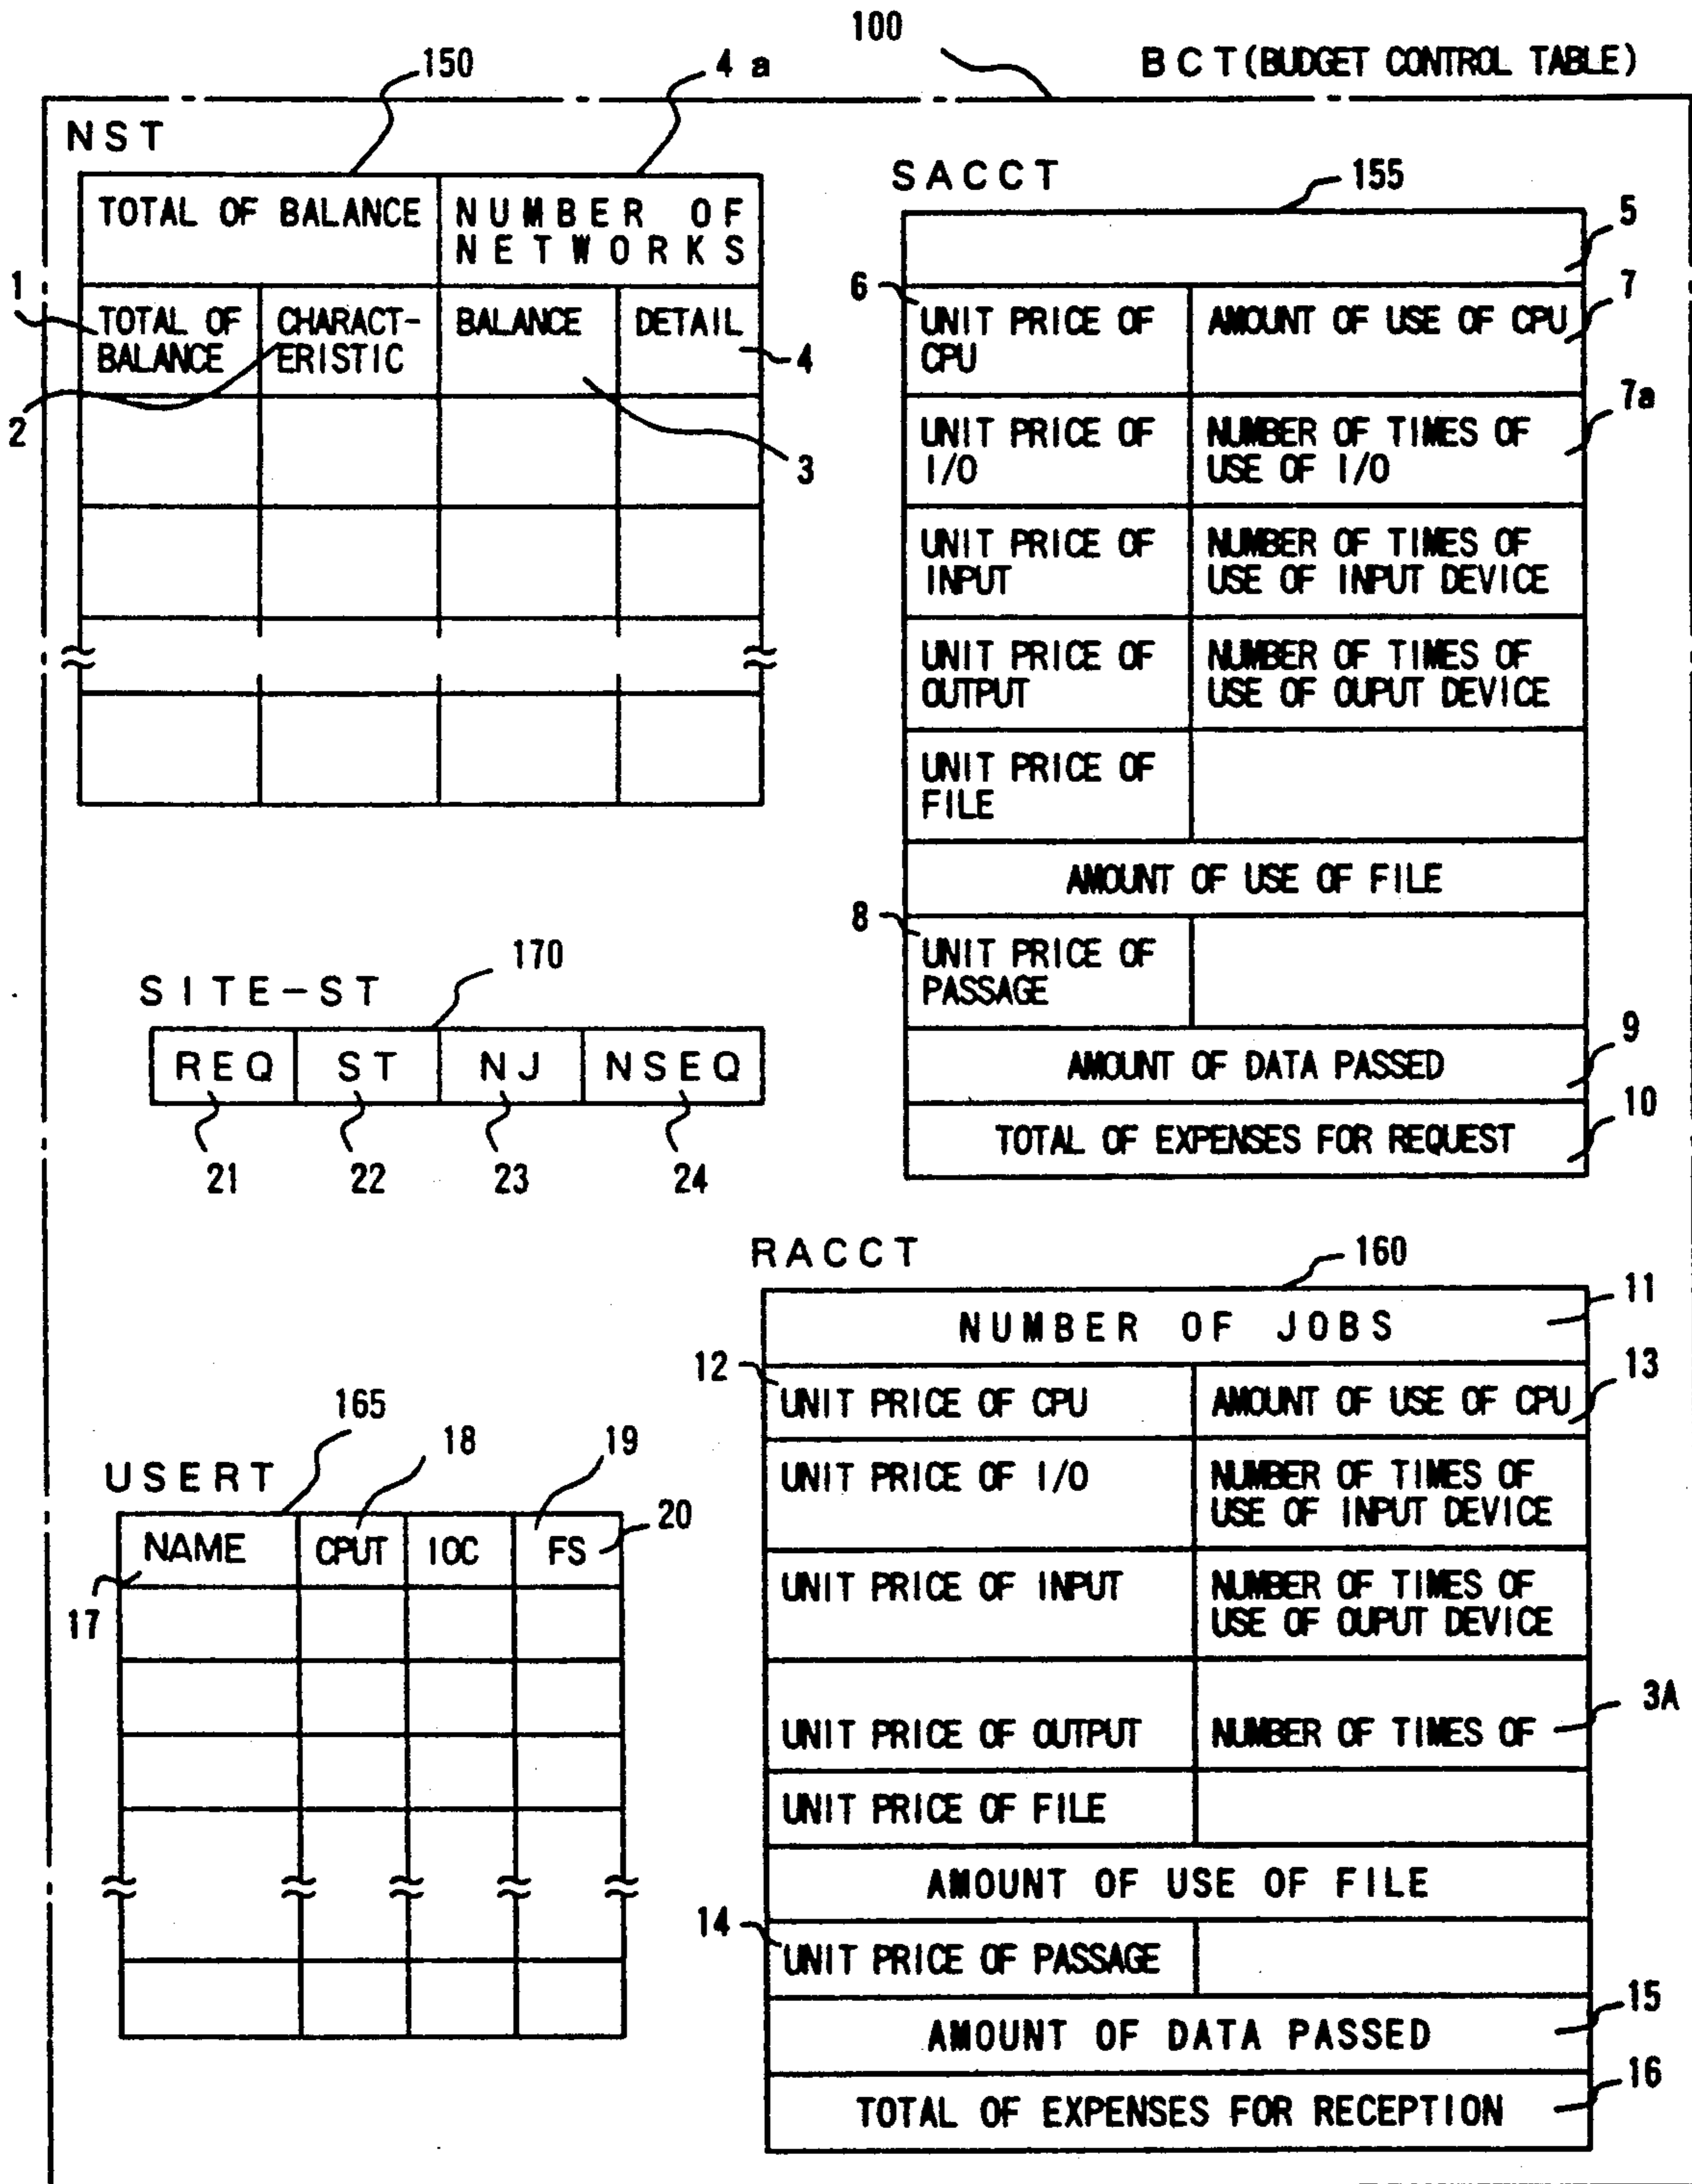 100
BCT(BUDGET CONTROL TABLE)
150
4a
NST
TOTAL OF BALANCE
NUMBER OF
NETWORKS
1
TOTAL OF
BALANCE
CHARACT-
ERISTIC
BALANCE
DETAIL
4
2
3
SACCT
155
5
6
7
UNIT PRICE OF
CPU
AMOUNT OF USE OF CPU
7a
UNIT PRICE OF
I/O
NUMBER OF TIMES OF
USE OF I/O
UNIT PRICE OF
INPUT
NUMBER OF TIMES OF
USE OF INPUT DEVICE
UNIT PRICE OF
OUTPUT
NUMBER OF TIMES OF
USE OF OUPUT DEVICE
UNIT PRICE OF
FILE
AMOUNT OF USE OF FILE
8
UNIT PRICE OF
PASSAGE
9
AMOUNT OF DATA PASSED
10
TOTAL OF EXPENSES FOR REQUEST
SITE-ST
170
REQ
ST
NJ
NSEQ
21
22
23
24
RACCT
160
11
NUMBER OF JOBS
12
13
UNIT PRICE OF CPU
AMOUNT OF USE OF CPU
UNIT PRICE OF I/O
NUMBER OF TIMES OF
USE OF INPUT DEVICE
UNIT PRICE OF INPUT
NUMBER OF TIMES OF
USE OF OUPUT DEVICE
3A
UNIT PRICE OF OUTPUT
NUMBER OF TIMES OF
UNIT PRICE OF FILE
AMOUNT OF USE OF FILE
14
UNIT PRICE OF PASSAGE
15
AMOUNT OF DATA PASSED
16
TOTAL OF EXPENSES FOR RECEPTION
165
18
19
USERT
20
NAME
CPUT
IOC
FS
17